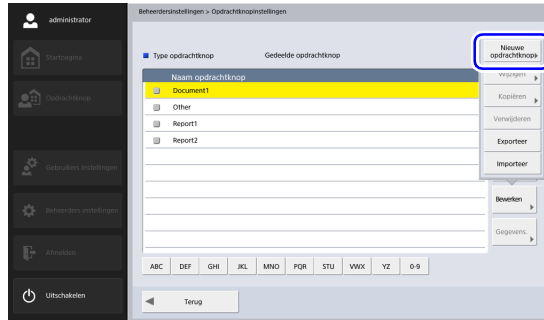 administrator
Beheerdersinstellingen > Opdrachtknopinstellingen
Startpagina
Opdrachtknop
Gebruikers instellingen
Beheerders instellingen
Afmelden
Uitschakelen
Type opdrachtknop
Gedeelde opdrachtknop
Naam opdrachtknop
Document1
Other
Report1
Report2
Nieuwe
opdrachtknop
Wijzigen
Kopiëren
Verwijderen
Exporteer
Importeer
Bewerken
Gegevens.
ABC DEF GHI JKL MNO PQR STU VWX YZ 0-9
Terug